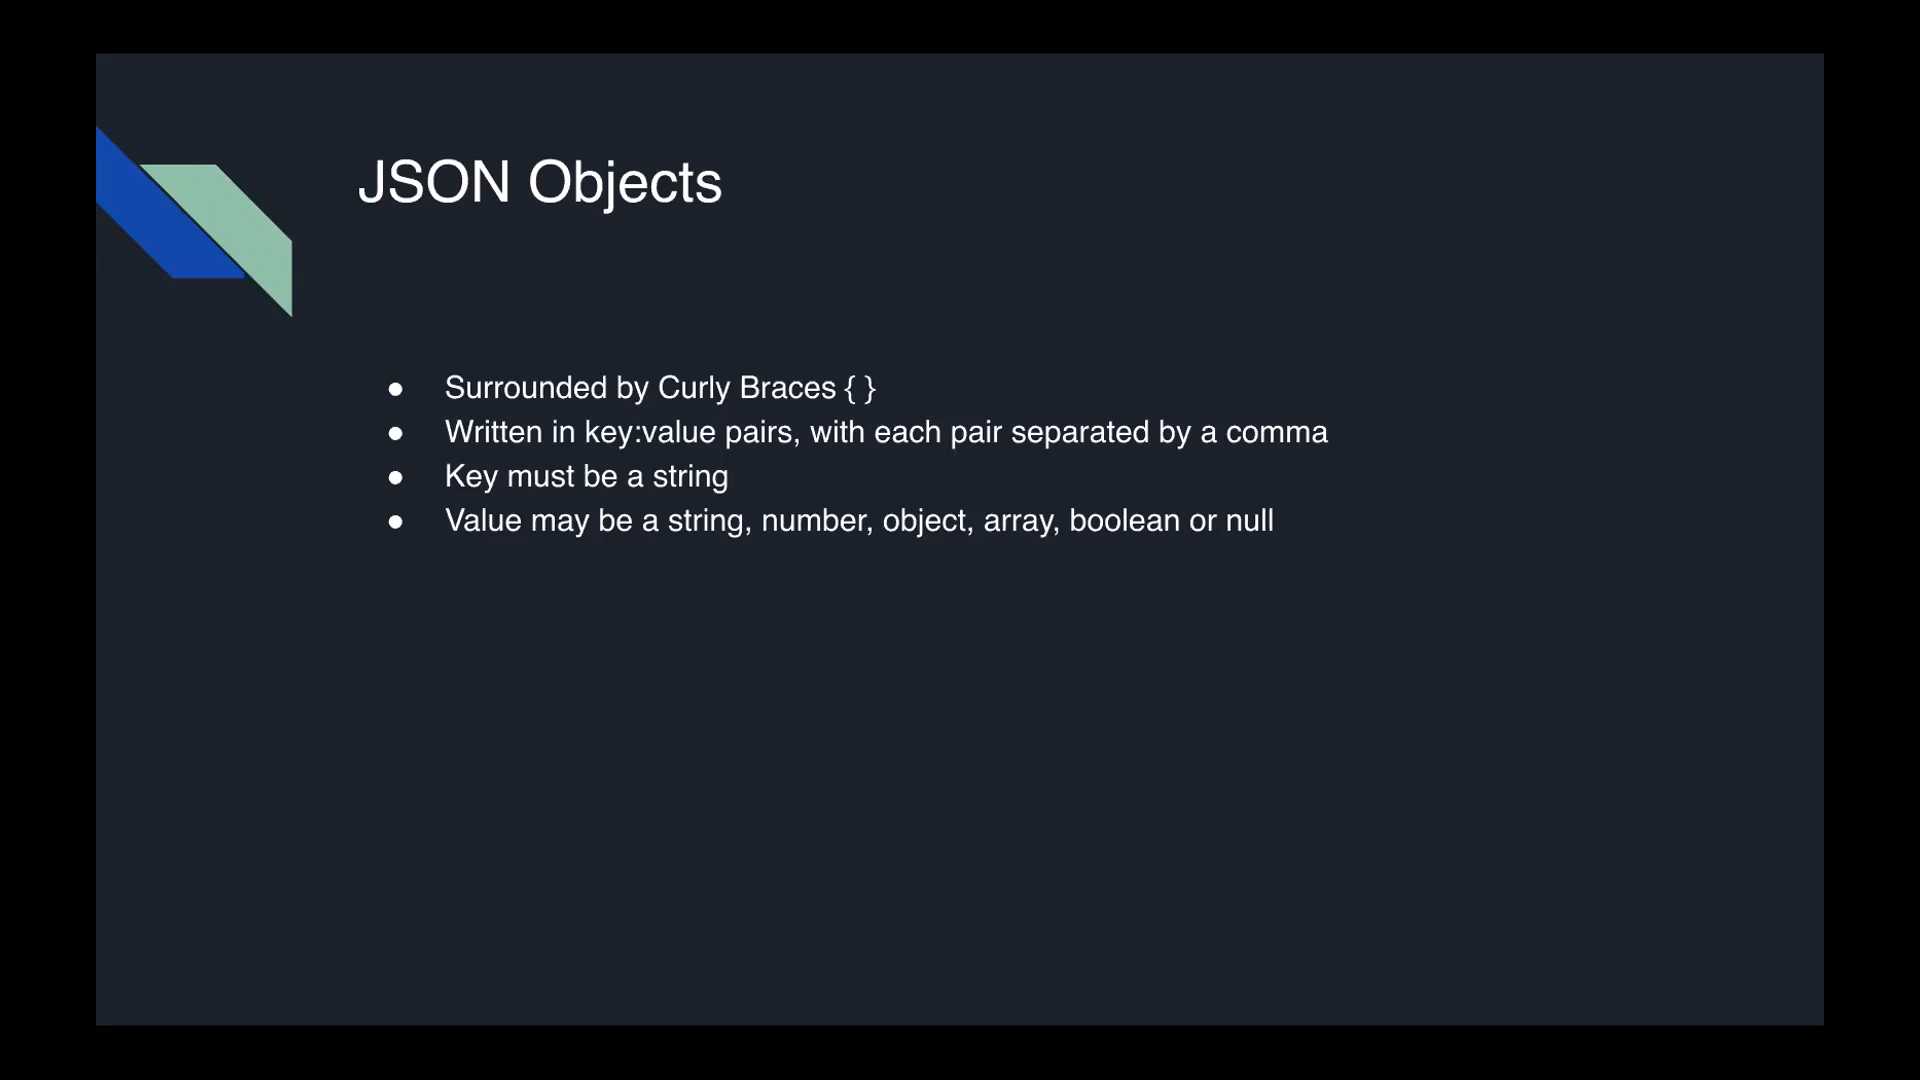 JSON Objects
● Surrounded by Curly Braces { }
● Written in key:value pairs, with each pair separated by a comma
● Key must be a string
● Value may be a string, number, object, array, boolean or null